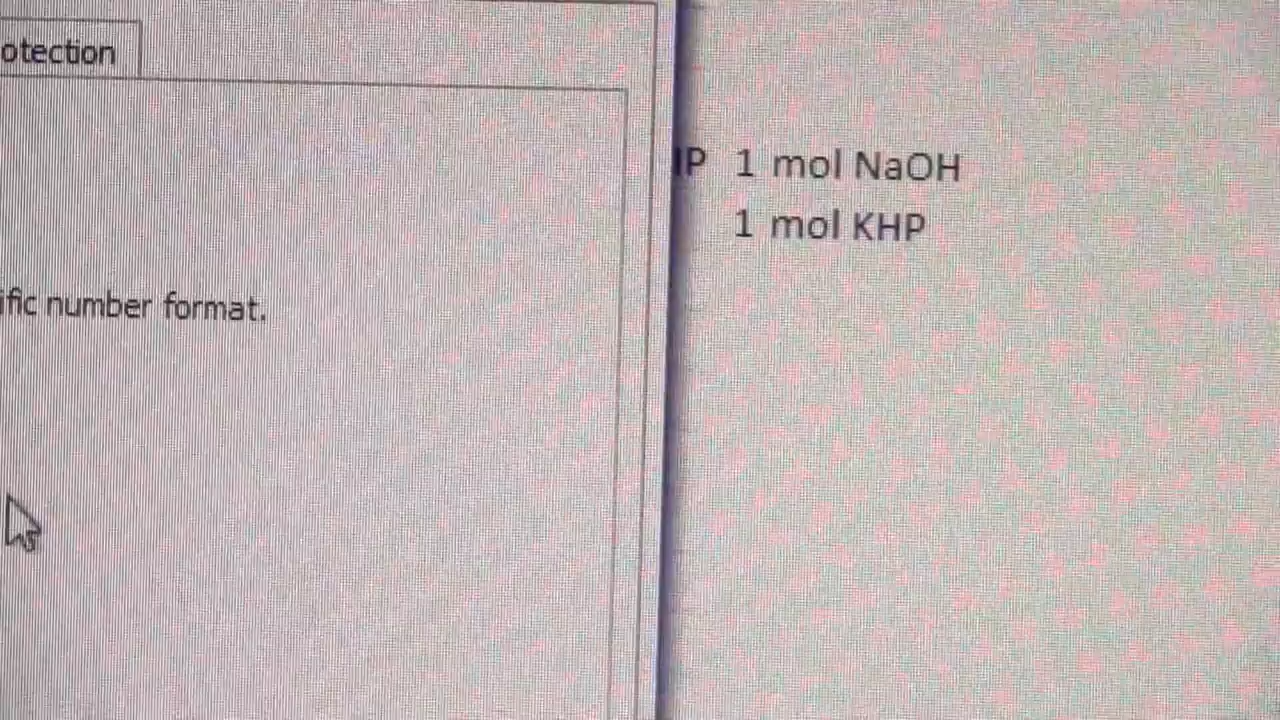 otection
IP 1 mol NaOH
1 mol KHP
ific number format.